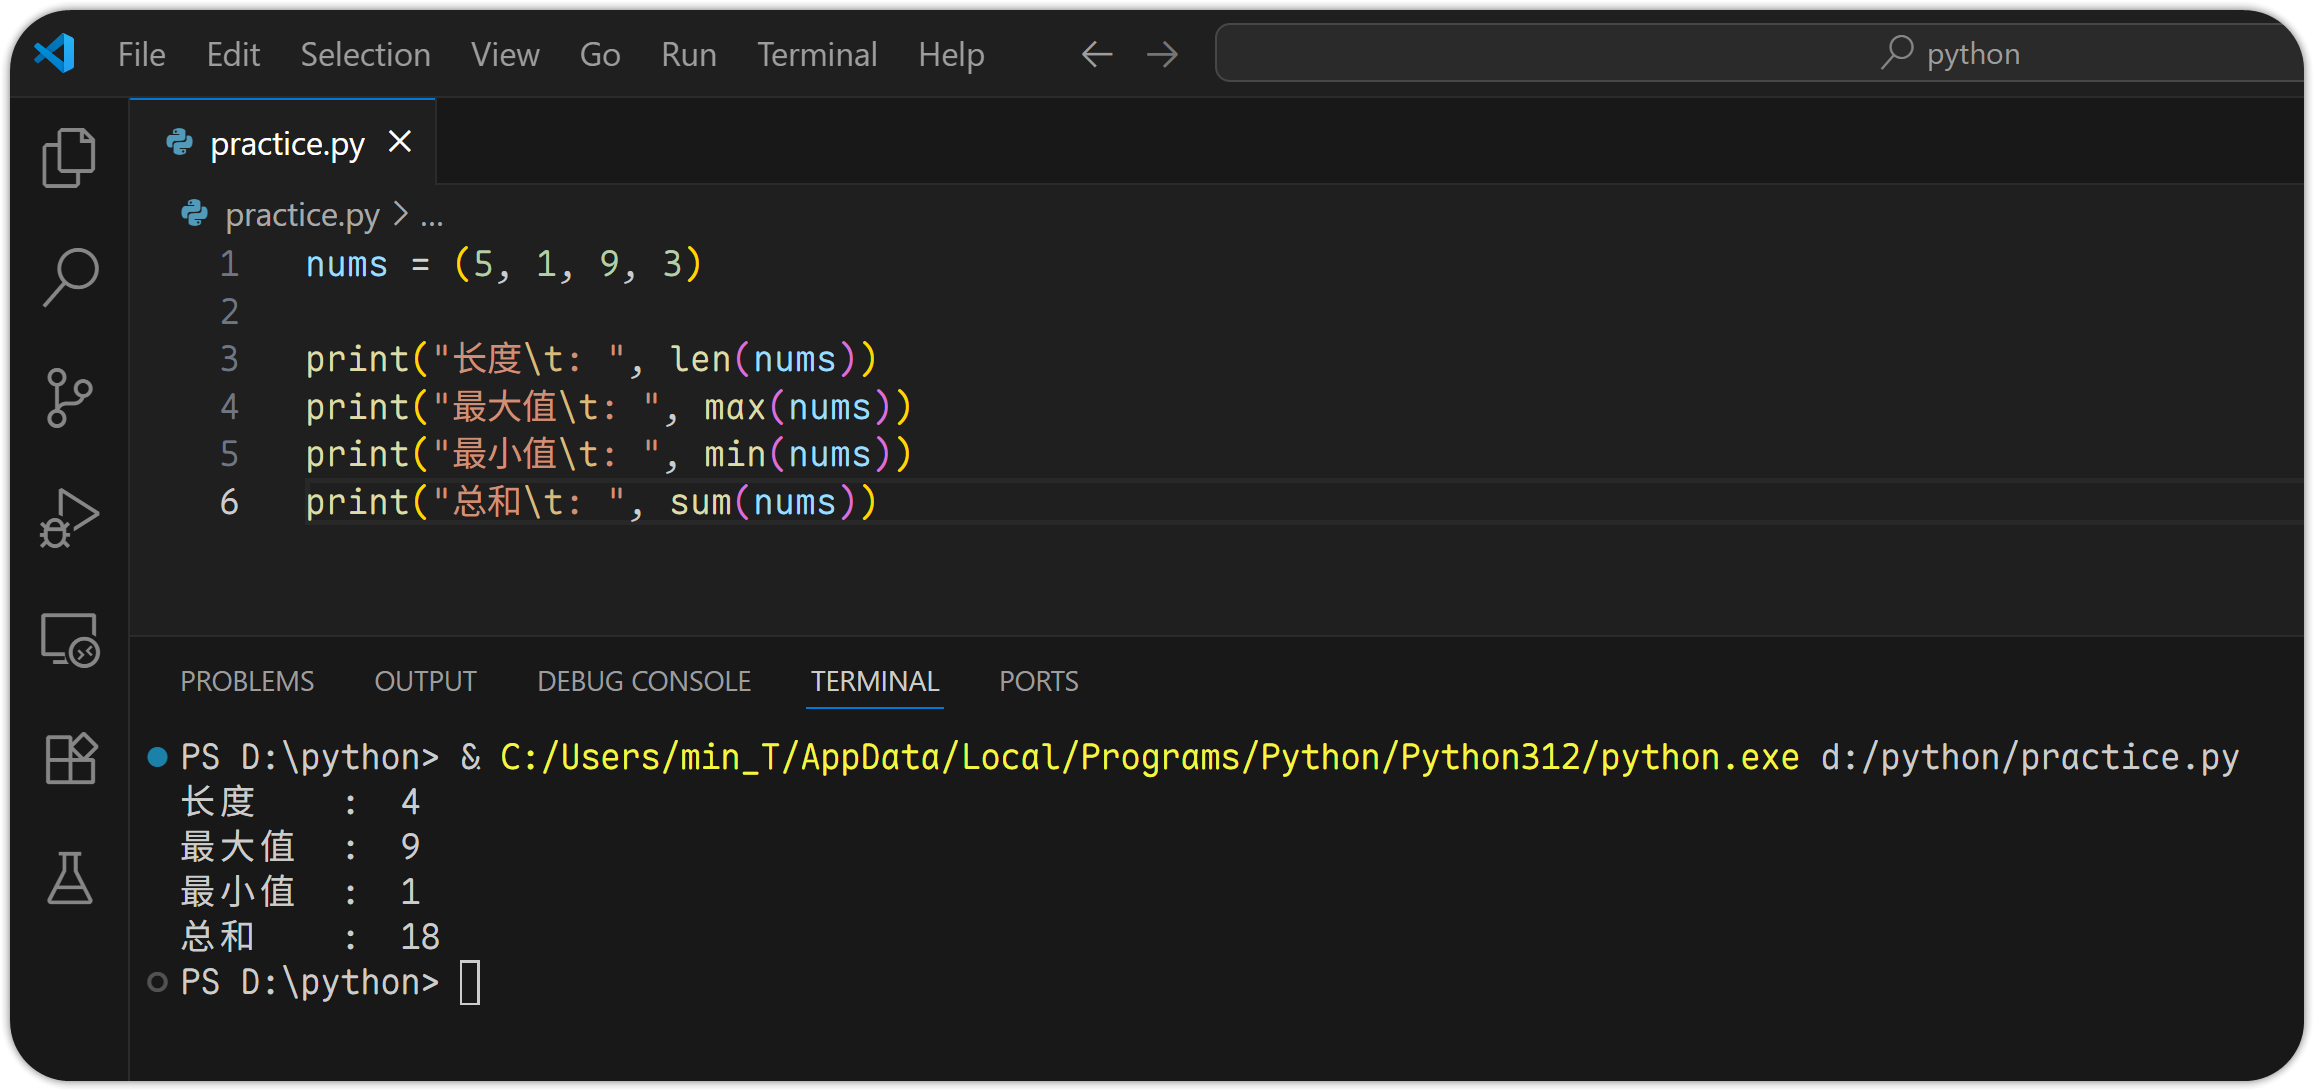 File Edit Selection View Go Run Terminal Help python
practice.py
practice.py > ...
1 nums = (5, 1, 9, 3)
2
3 print("长度\t: ", len(nums))
4 print("最大值\t: ", max(nums))
5 print("最小值\t: ", min(nums))
6 print("总和\t: ", sum(nums))
PROBLEMS OUTPUT DEBUG CONSOLE TERMINAL PORTS
PS D:\python> & C:/Users/min_T/AppData/Local/Programs/Python/Python312/python.exe d:/python/practice.py
长度 : 4
最大值 : 9
最小值 : 1
总和 : 18
PS D:\python>